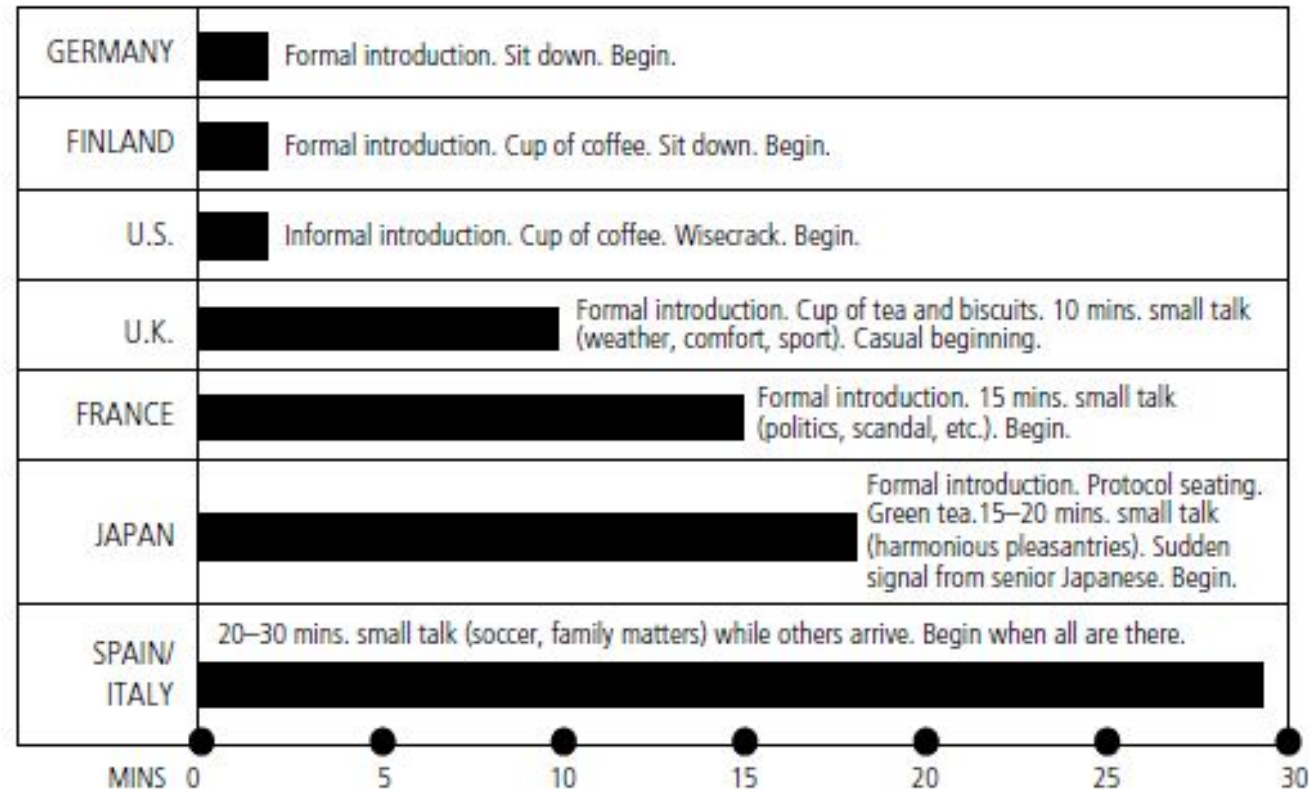 GERMANY
Formal introduction. Sit down. Begin.
FINLAND
Formal introduction. Cup of coffee. Sit down. Begin.
U.S.
Informal introduction. Cup of coffee. Wisecrack. Begin.
U.K.
Formal introduction. Cup of tea and biscuits. 10 mins. small talk
(weather, comfort, sport). Casual beginning.
FRANCE
Formal introduction. 15 mins. small talk
(politics, scandal, etc.). Begin.
JAPAN
Formal introduction. Protocol seating.
Green tea.15–20 mins. small talk
(harmonious pleasantries). Sudden
signal from senior Japanese. Begin.
SPAIN/
ITALY
20–30 mins. small talk (soccer, family matters) while others arrive. Begin when all are there.
MINS 0 5 10 15 20 25 30